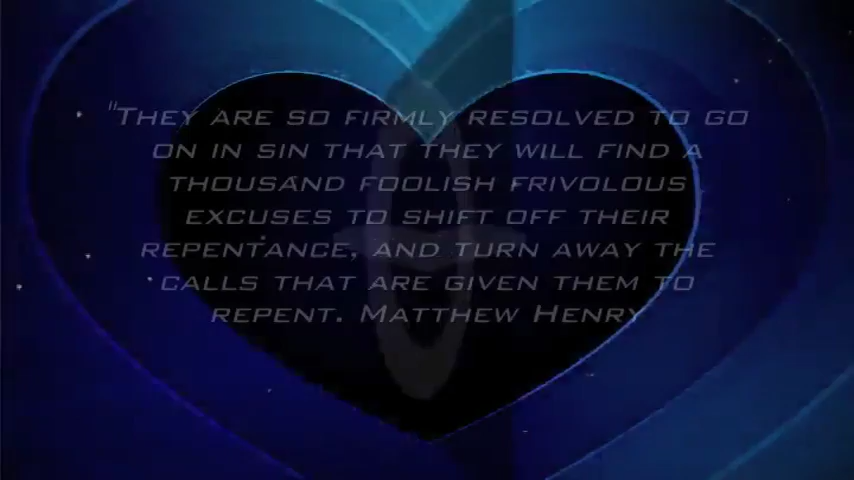 "They are so firmly resolved to go
on in sin that they will find a
thousand foolish frivolous
excuses to shift off their
repentance, and turn away the
calls that are given them to
repent. Matthew Henry